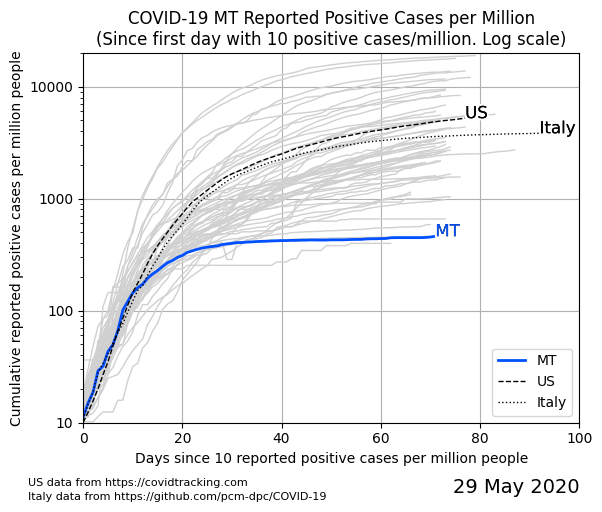 COVID-19 MT Reported Positive Cases per Million
(Since first day with 10 positive cases/million. Log scale)
Cumulative reported positive cases per million people
10000
1000
100
10
US
Italy
MT
MT
US
Italy
0 20 40 60 80 100
Days since 10 reported positive cases per million people
US data from https://covidtracking.com
Italy data from https://github.com/pcm-dpc/COVID-19
29 May 2020